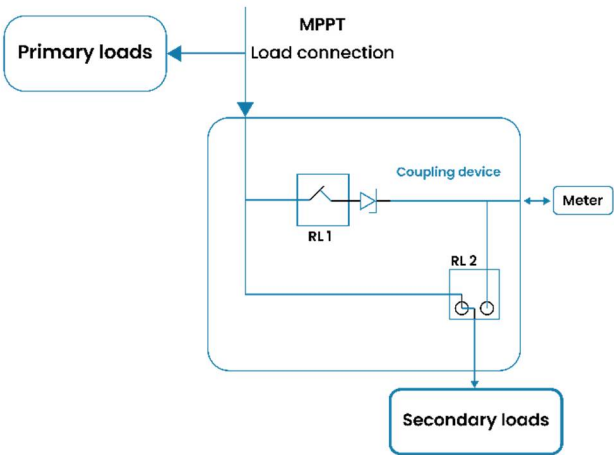 MPPT
Primary loads
Load connection
Coupling device
Meter
RL 1
RL 2
Secondary loads